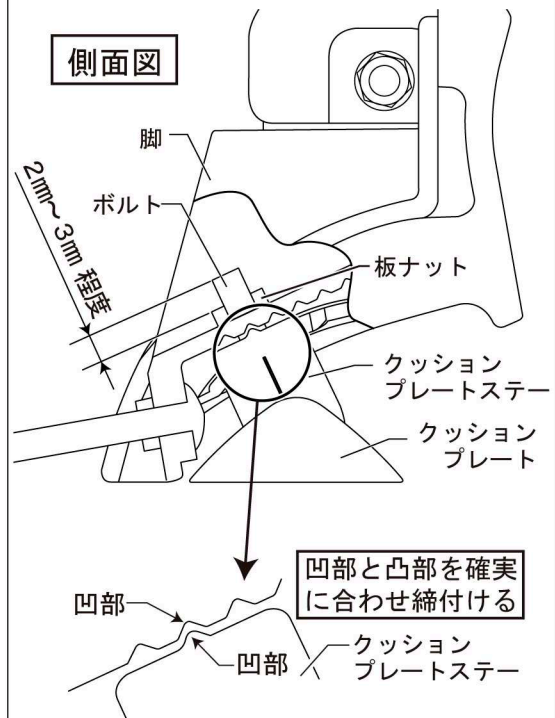 側面図
脚
ボルト
2㎜～3㎜ 程度
板ナット
クッション
プレートステー
クッション
プレート
凹部と凸部を確実
に合わせ締付ける
凹部
凹部
クッション
プレートステー